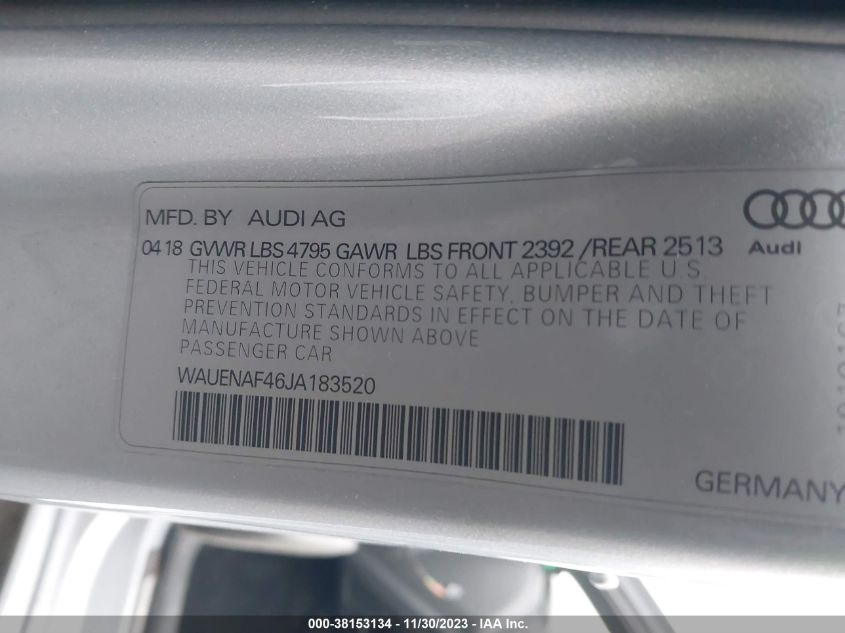 MFD. BY AUDI AG
04 18 GVWR LBS 4795 GAWR LBS FRONT 2392 / REAR 2513
Audi
THIS VEHICLE CONFORMS TO ALL APPLICABLE U.S.
FEDERAL MOTOR VEHICLE SAFETY, BUMPER AND THEFT
PREVENTION STANDARDS IN EFFECT ON THE DATE OF
MANUFACTURE SHOWN ABOVE
PASSENGER CAR
WAUENAF46JA183520
GERMANY
000-38153134 - 11/30/2023 - IAA Inc.